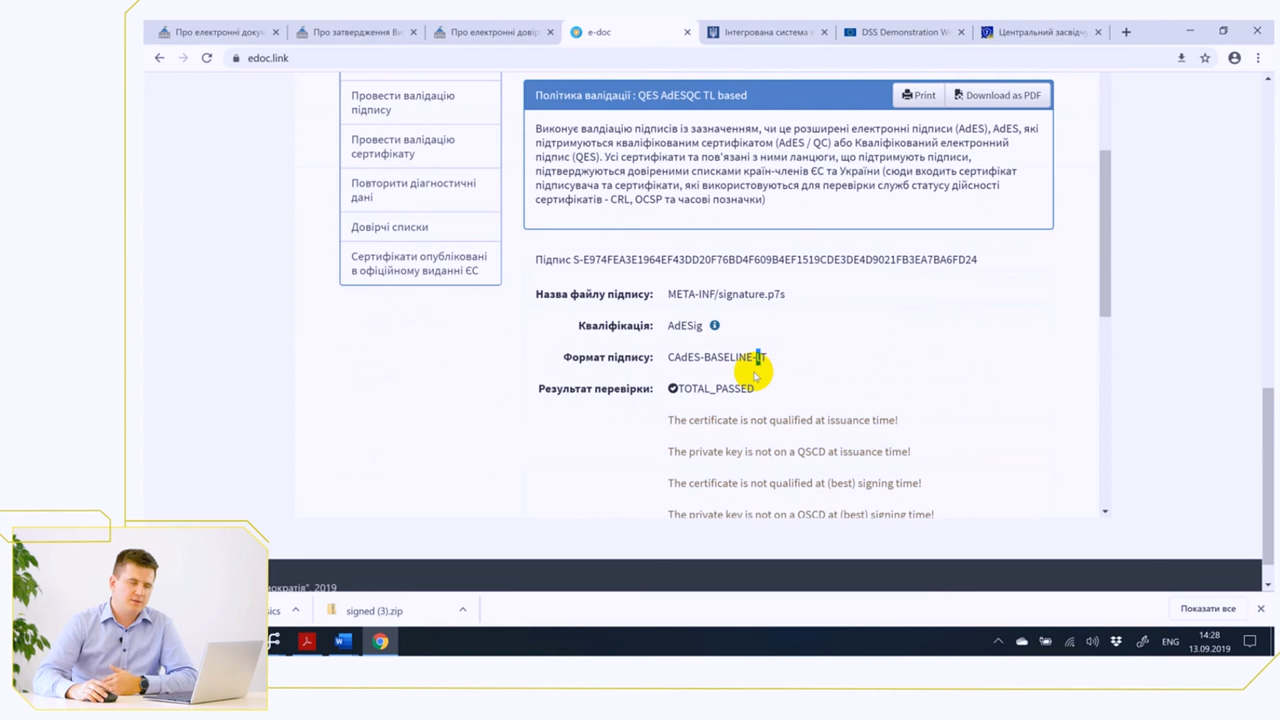 Про електронні докум
Про затвердження Ви
Про електронні довір
e-doc
Інтегрована система е
DSS Demonstration W
Центральний засвідч
edoc.link
Провести валідацію
підпису
Провести валідацію
сертифікату
Повторити діагностичні
дані
Довірчі списки
Сертифікати опубліковані
в офіційному виданні ЄС
Політика валідації : QES AdESQC TL based
Print
Download as PDF
Виконує валдіацію підписів із зазначенням, чи це розширені електронні підписи (AdES), AdES, які
підтримуються кваліфікованим сертифікатом (AdES / QC) або Кваліфікований електронний
підпис (QES). Усі сертифікати та пов'язані з ними ланцюги, що підтримують підписи,
підтверджуються довіреними списками країн-членів ЄС та України (сюди входить сертифікат
підписувача та сертифікати, які використовуються для перевірки служб статусу дійсності
сертифікатів - CRL, OCSP та часові позначки)
Підпис S-E974FEA3E1964EF43DD20F76BD4F609B4EF1519CDE3DE4D9021FB3EA7BA6FD24
Назва файлу підпису: META-INF/signature.p7s
Кваліфікація: AdESig
Формат підпису: CAdES-BASELINE-LT
Результат перевірки: TOTAL_PASSED
The certificate is not qualified at issuance time!
The private key is not on a QSCD at issuance time!
The certificate is not qualified at (best) signing time!
The private key is not on a QSCD at (best) signing time!
ократія", 2019
sics
signed (3).zip
Показати все
ENG
14:28
13.09.2019